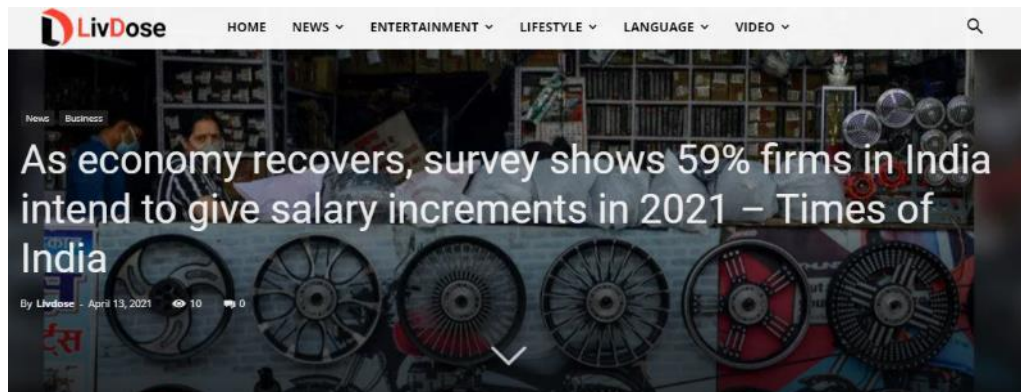 LivDose HOME NEWS ENTERTAINMENT LIFESTYLE LANGUAGE VIDEO
News Business
As economy recovers, survey shows 59% firms in India
intend to give salary increments in 2021 – Times of
India
By Livdose - April 13, 2021 10 0